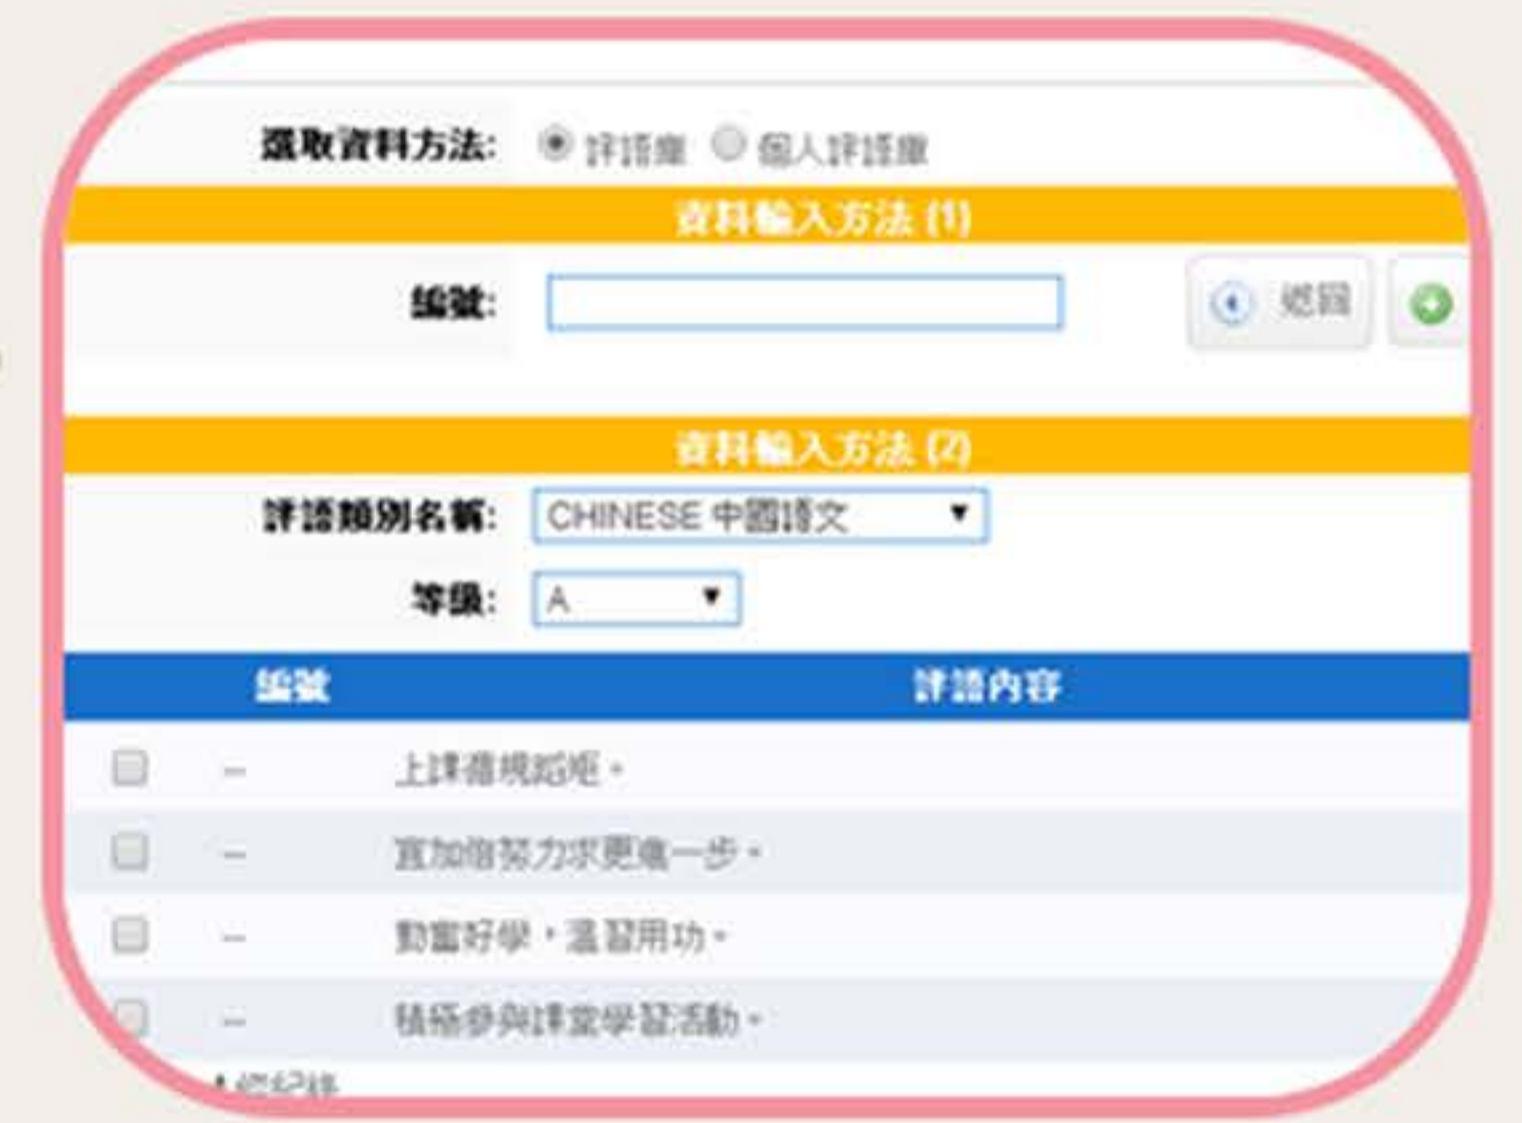 選取資料方法: 評語庫 個人評語庫
資料輸入方法 (1)
編號: 返回
資料輸入方法 (2)
評語類別名稱: CHINESE 中國語文
等級: A
編號 評語內容
-- 上課循規蹈矩。
-- 宜加倍努力求更進一步。
-- 勤奮好學，溫習用功。
-- 積極參與課堂學習活動。